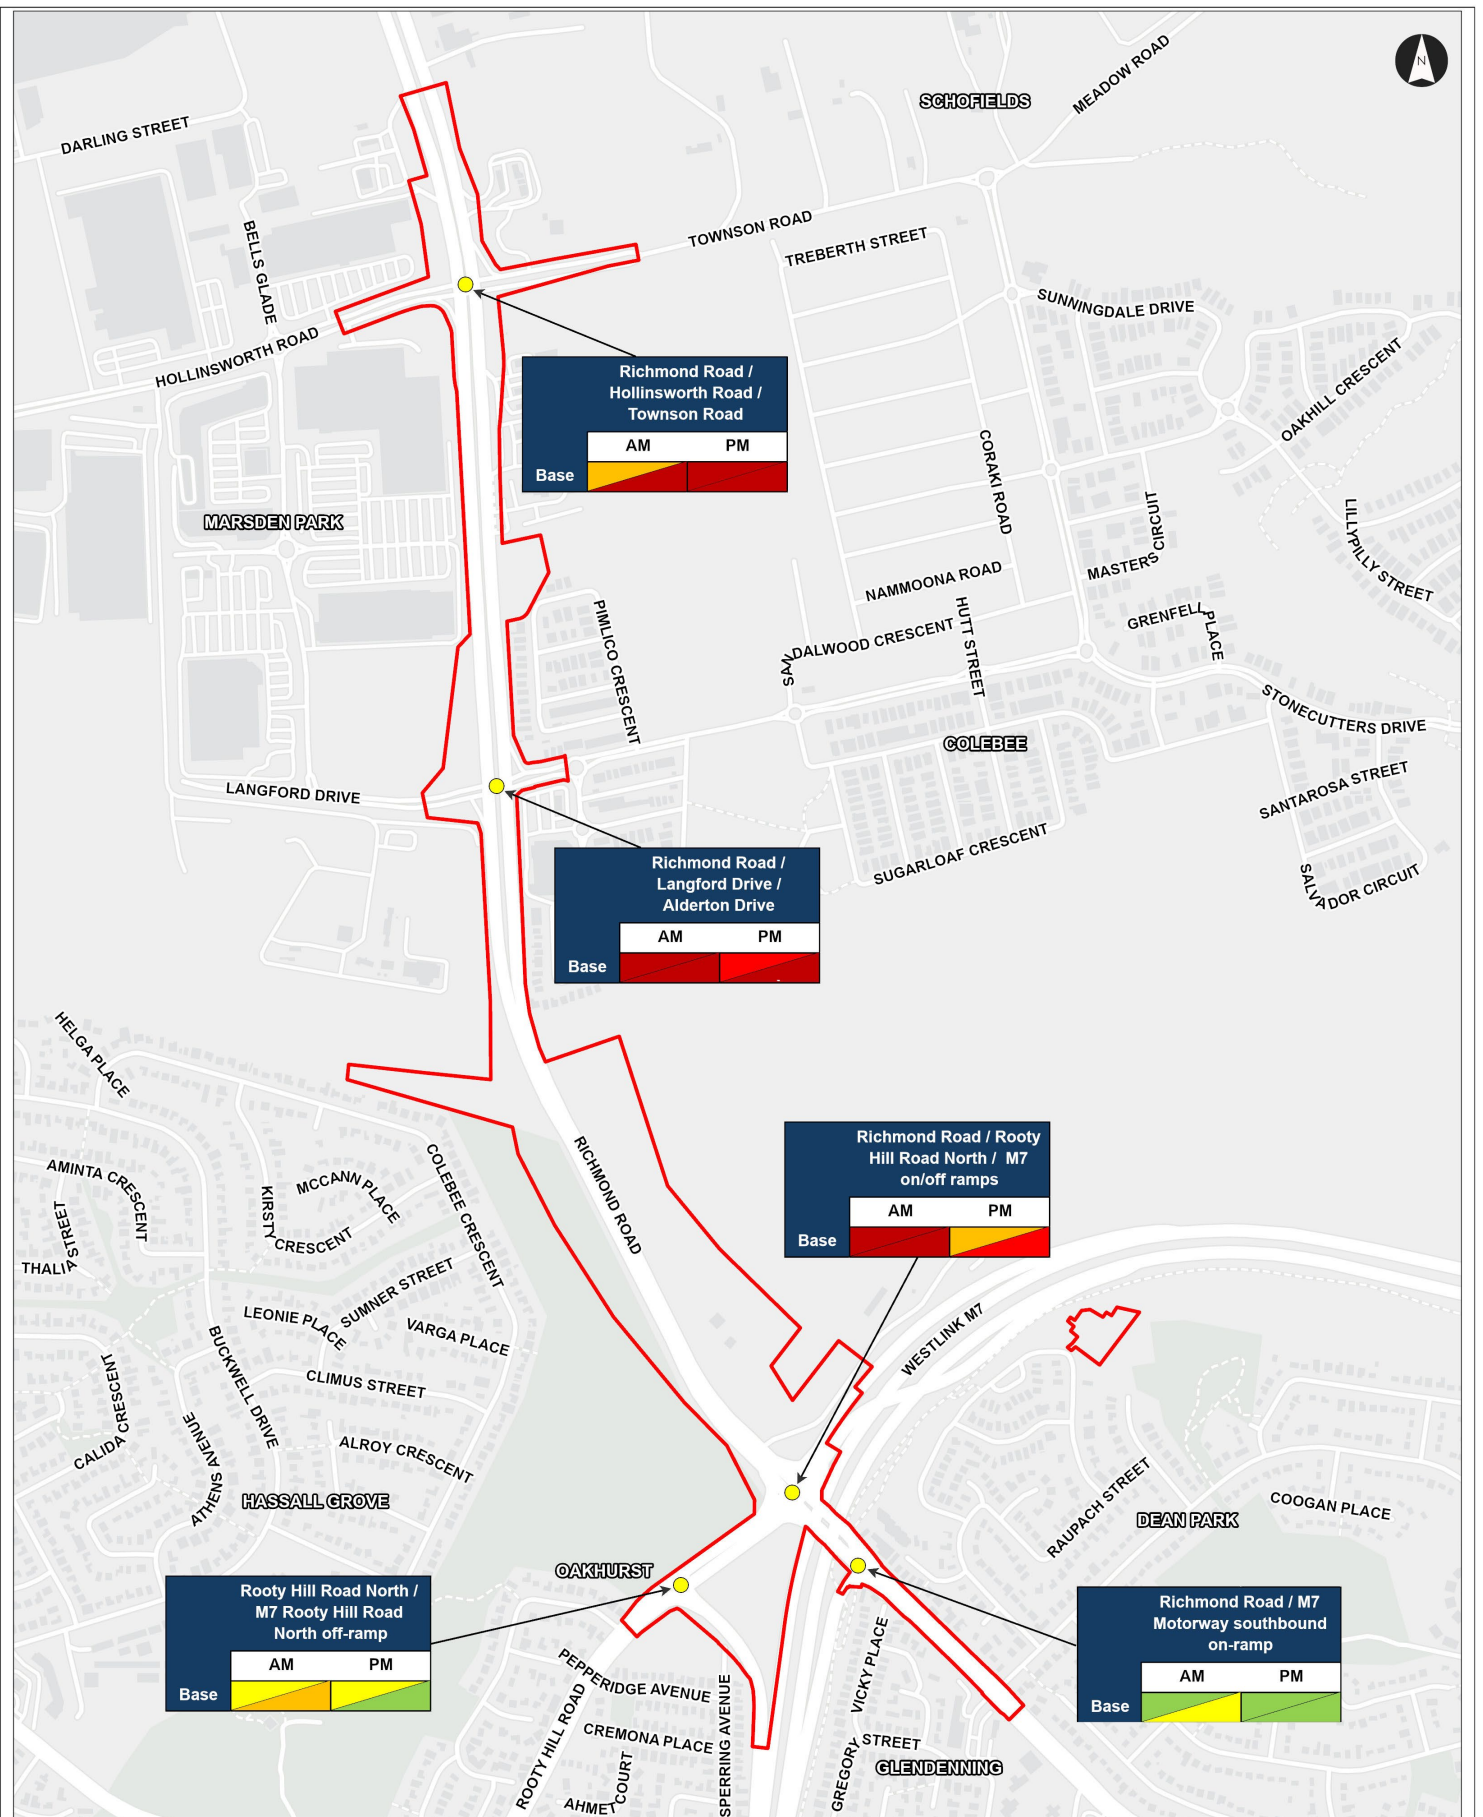 N
SCHOFIELDS
MEADOW ROAD
DARLING STREET
BELLS GLADE
TOWNSON ROAD
TREBERTH STREET
SUNNINGDALE DRIVE
HOLLINSWORTH ROAD
OAKHILL CRESCENT
Richmond Road /
Hollinsworth Road /
Townson Road
AM PM
Base
CORAKI ROAD
MARSDEN PARK
MASTERS CIRCUIT
LILLYPILLY STREET
NAMMOONA ROAD
PIMLICO CRESCENT
HUTT STREET
GRENFELL PLACE
DALWOOD CRESCENT
SAW
STONECUTTERS DRIVE
COLEBEE
LANGFORD DRIVE
SANTAROSA STREET
SUGARLOAF CRESCENT
SALVADOR CIRCUIT
Richmond Road /
Langford Drive /
Alderton Drive
AM PM
Base
HELGA PLACE
RICHMOND ROAD
Richmond Road / Rooty
Hill Road North / M7
on/off ramps
AM PM
Base
AMINTA CRESCENT
MCCANN PLACE
COLEBEE CRESCENT
KIRSTY CRESCENT
THALIA STREET
SUMNER STREET
LEONIE PLACE
VARGA PLACE
WESTLINK M7
BUCKWELL DRIVE
CLIMUS STREET
CALIDA CRESCENT
ATHENS AVENUE
ALROY CRESCENT
HASSALL GROVE
RAUPACH STREET
COOGAN PLACE
DEAN PARK
OAKHURST
Rooty Hill Road North /
M7 Rooty Hill Road
North off-ramp
AM PM
Base
Richmond Road / M7
Motorway southbound
on-ramp
AM PM
Base
PEPPERIDGE AVENUE
VICKY PLACE
ROOTY HILL ROAD
CREMONA PLACE
SPERRING AVENUE
GREGORY STREET
GLENDENNING
AHMET COURT